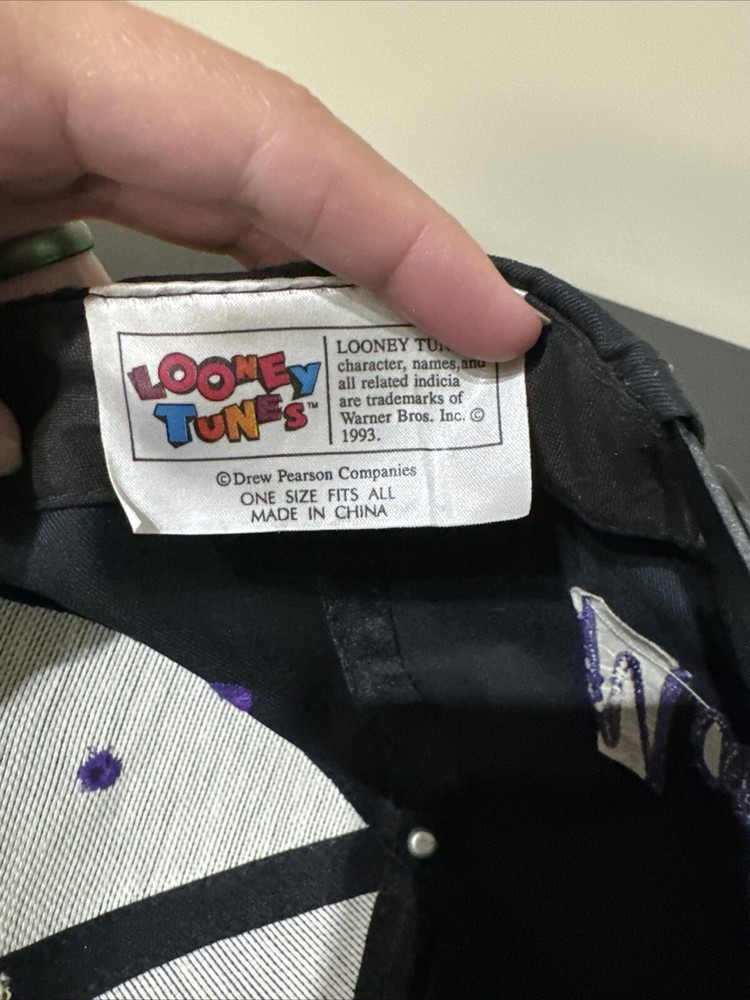 LOONEY
TUNES™
LOONEY TUN
character, names,and
all related indicia
are trademarks of
Warner Bros. Inc. ©
1993.
© Drew Pearson Companies
ONE SIZE FITS ALL
MADE IN CHINA